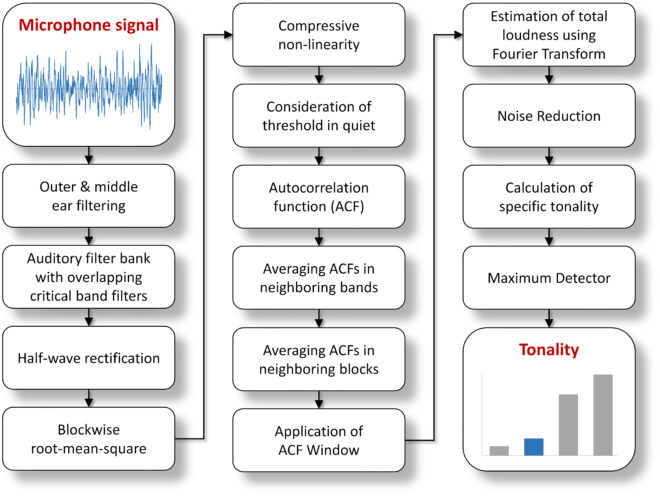 Microphone signal
Outer & middle
ear filtering
Auditory filter bank
with overlapping
critical band filters
Half-wave rectification
Blockwise
root-mean-square
Compressive
non-linearity
Consideration of
threshold in quiet
Autocorrelation
function (ACF)
Averaging ACFs in
neighboring bands
Averaging ACFs in
neighboring blocks
Application of
ACF Window
Estimation of total
loudness using
Fourier Transform
Noise Reduction
Calculation of
specific tonality
Maximum Detector
Tonality